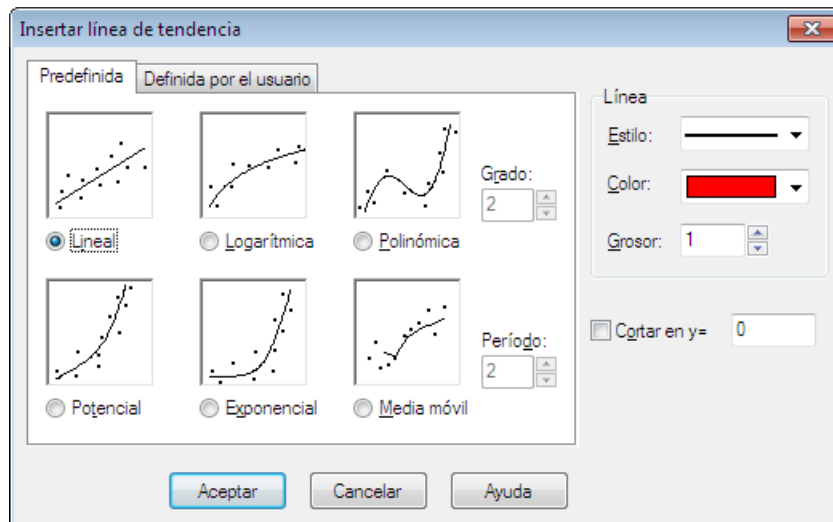 Insertar línea de tendencia
Predefinida
Definida por el usuario
Lineal
Logarítmica
Polinómica
Grado:
2
Potencial
Exponencial
Media móvil
Período:
2
Línea
Estilo:
Color:
Grosor:
1
Cortar en y=
0
Aceptar
Cancelar
Ayuda